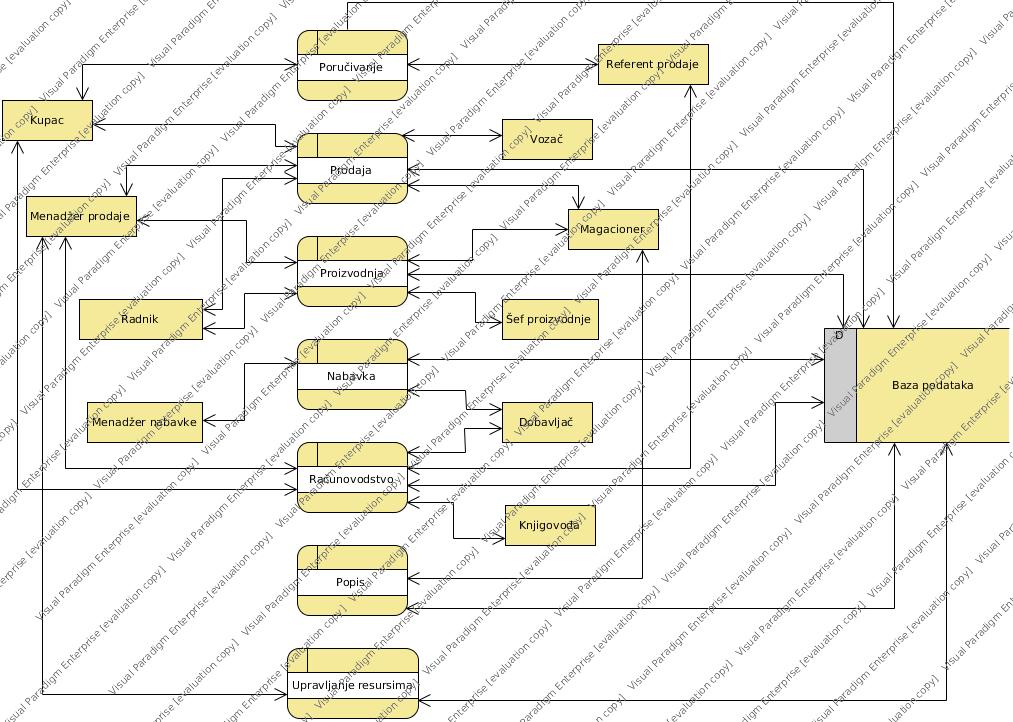 Poručivanje
Referent prodaje
Kupac
Vozač
Prodaja
Menadžer prodaje
Magacioner
Proizvodnja
Radnik
Šef proizvodnje
D
Nabavka
Baza podataka
Menadžer nabavke
Dobavljač
Računovodstvo
Knjigovođa
Popis
Upravljanje resursima
Visual Paradigm Enterprise [evaluation copy]